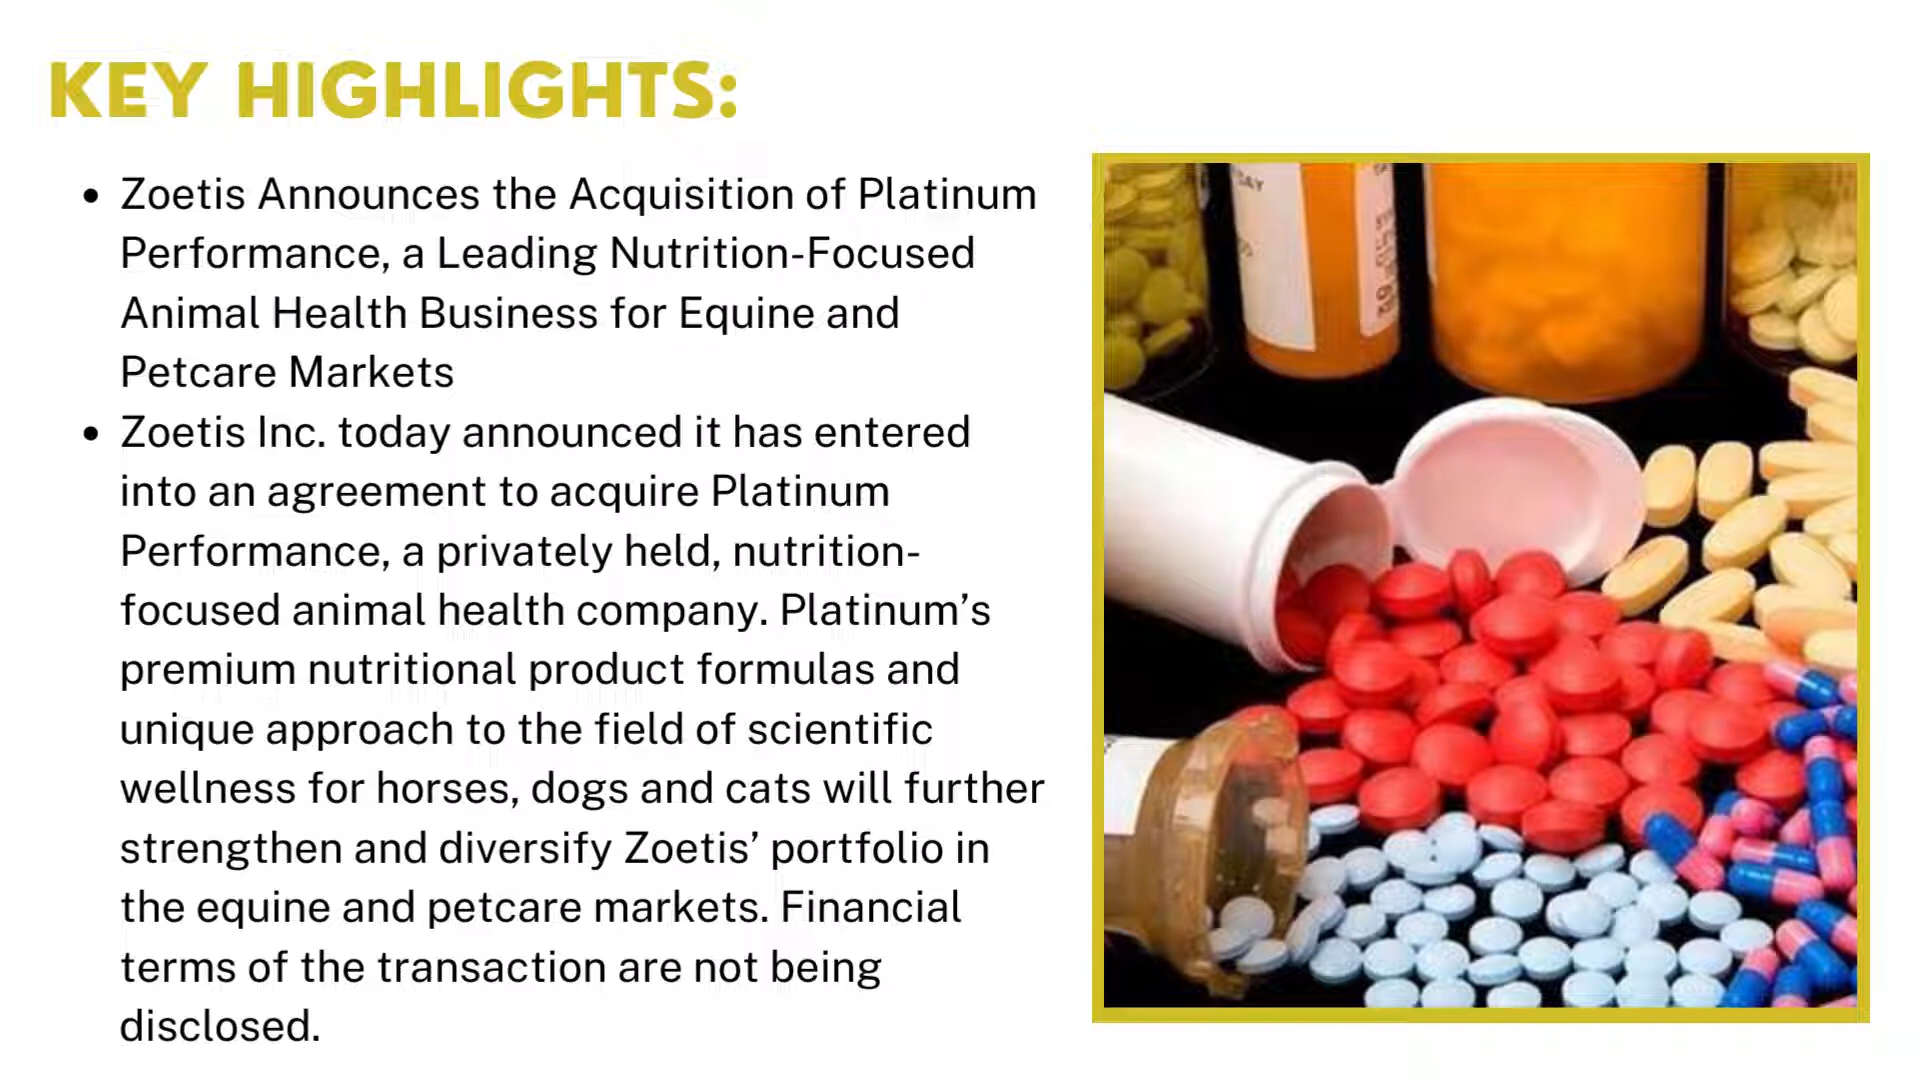 KEY HIGHLIGHTS:
• Zoetis Announces the Acquisition of Platinum
Performance, a Leading Nutrition-Focused
Animal Health Business for Equine and
Petcare Markets
• Zoetis Inc. today announced it has entered
into an agreement to acquire Platinum
Performance, a privately held, nutrition-
focused animal health company. Platinum’s
premium nutritional product formulas and
unique approach to the field of scientific
wellness for horses, dogs and cats will further
strengthen and diversify Zoetis’ portfolio in
the equine and petcare markets. Financial
terms of the transaction are not being
disclosed.